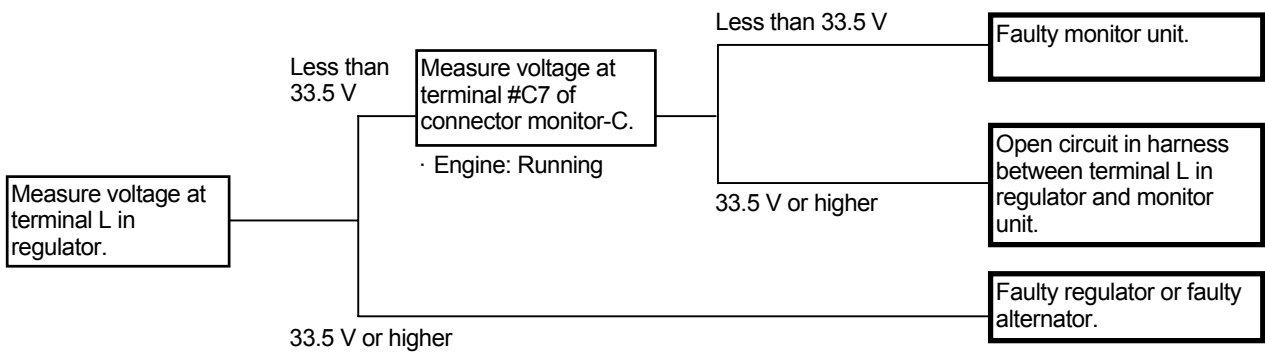 Measure voltage at
terminal L in
regulator.
Less than
33.5 V
Measure voltage at
terminal #C7 of
connector monitor-C.
· Engine: Running
Less than 33.5 V
Faulty monitor unit.
33.5 V or higher
Open circuit in harness
between terminal L in
regulator and monitor
unit.
33.5 V or higher
Faulty regulator or faulty
alternator.